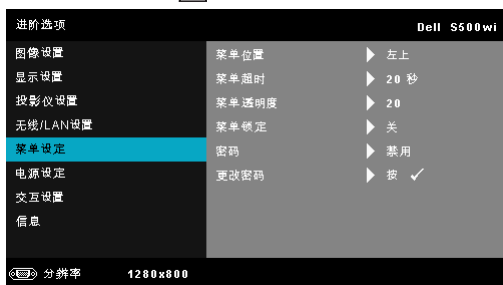 进阶选项 Dell S500wi
图像设置
显示设置
投影仪设置
无线/LAN设置
菜单设定
电源设定
交互设置
信息
菜单位置 左上
菜单超时 20 秒
菜单透明度 20
菜单锁定 关
密码 禁用
更改密码 按 ✓
分辨率 1280x800